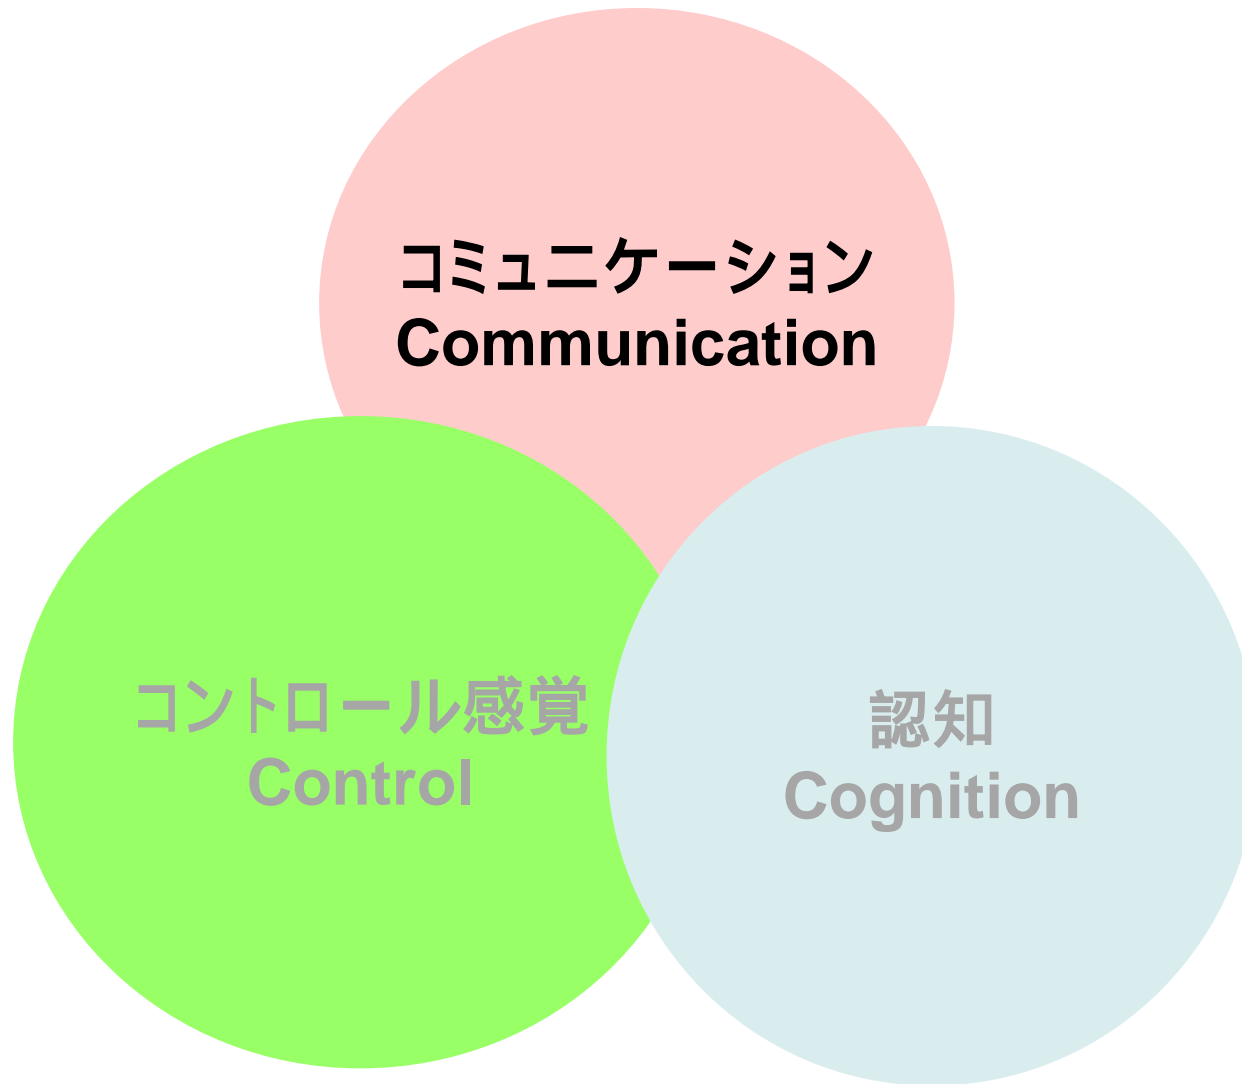 コミュニケーション
Communication
コントロール感覚
Control
認知
Cognition